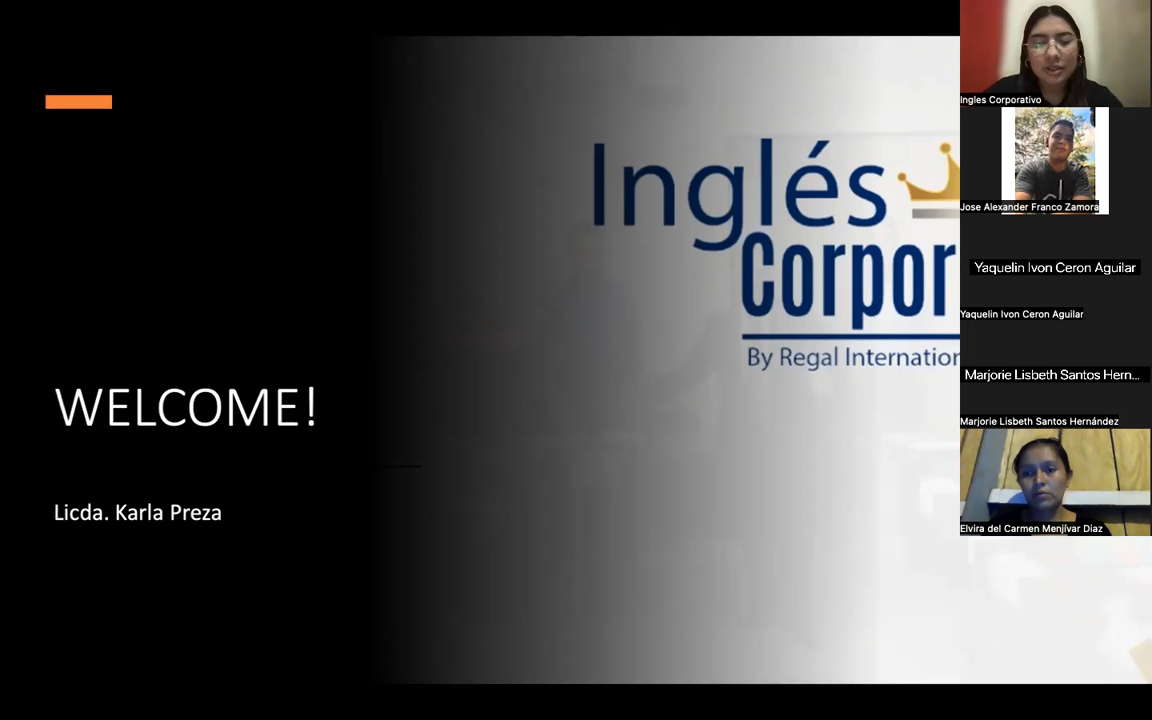 Inglés
Corpor
By Regal Internation
WELCOME!
Licda. Karla Preza
Ingles Corporativo
Jose Alexander Franco Zamora
Yaquelin Ivon Ceron Aguilar
Yaquelin Ivon Ceron Aguilar
Marjorie Lisbeth Santos Hern...
Marjorie Lisbeth Santos Hernández
Elvira del Carmen Menjívar Diaz